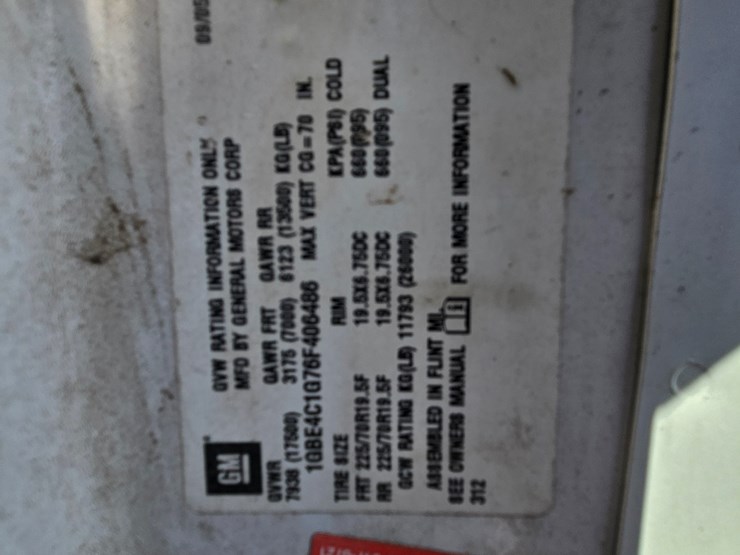 09/05
GVW RATING INFORMATION ONLY
MFD BY GENERAL MOTORS CORP
GM
GVWR GAWR FRT GAWR RR
7938 (17500) 3175 (7000) 6123 (13500) KG(LB)
1GBE4C1G76F406486 MAX VERT CG=70 IN.
TIRE SIZE RIM KPA(PSI) COLD
FRT 225/70R19.5F 19.5X6.75DC 660(095)
RR 225/70R19.5F 19.5X6.75DC 660(095) DUAL
GCW RATING KG(LB) 11793 (26000)
ASSEMBLED IN FLINT MI.
SEE OWNERS MANUAL FOR MORE INFORMATION
312